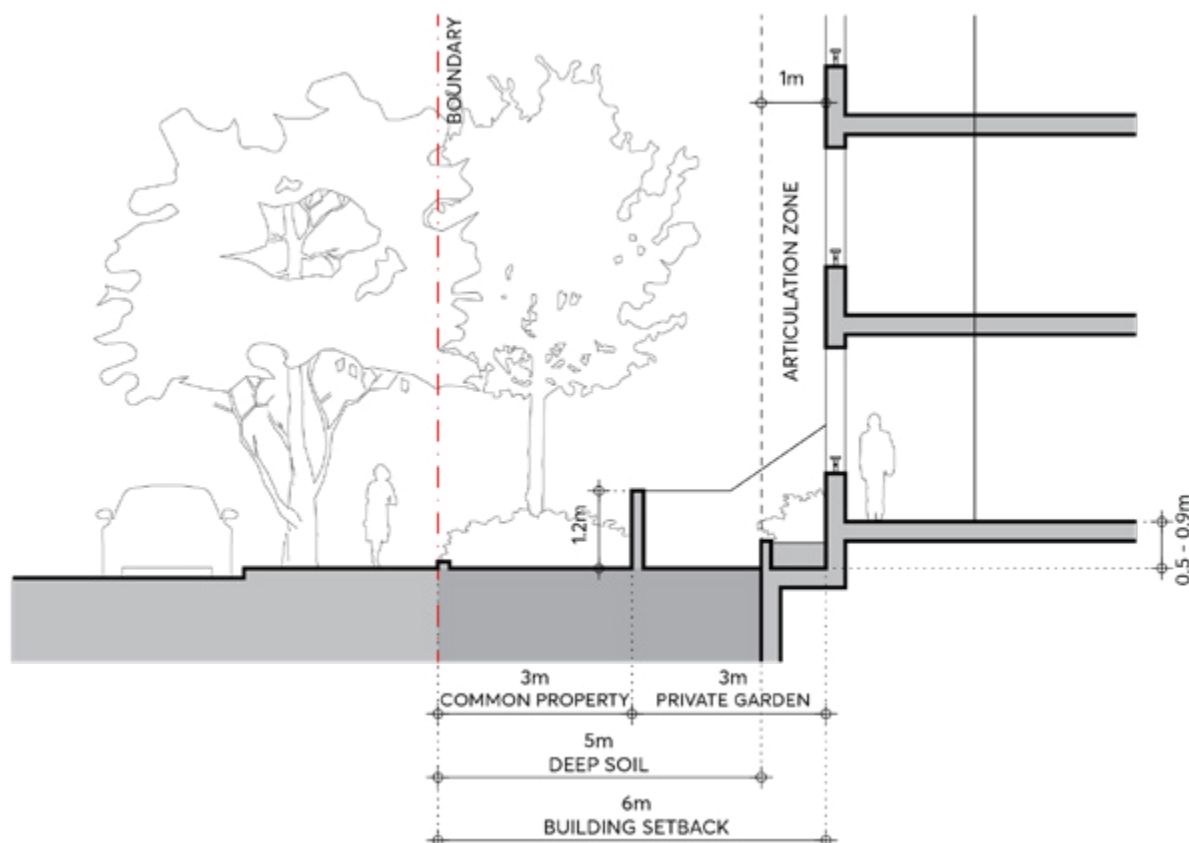 BOUNDARY
1m
ARTICULATION ZONE
1.2m
0.5 - 0.9m
3m
COMMON PROPERTY
3m
PRIVATE GARDEN
5m
DEEP SOIL
6m
BUILDING SETBACK